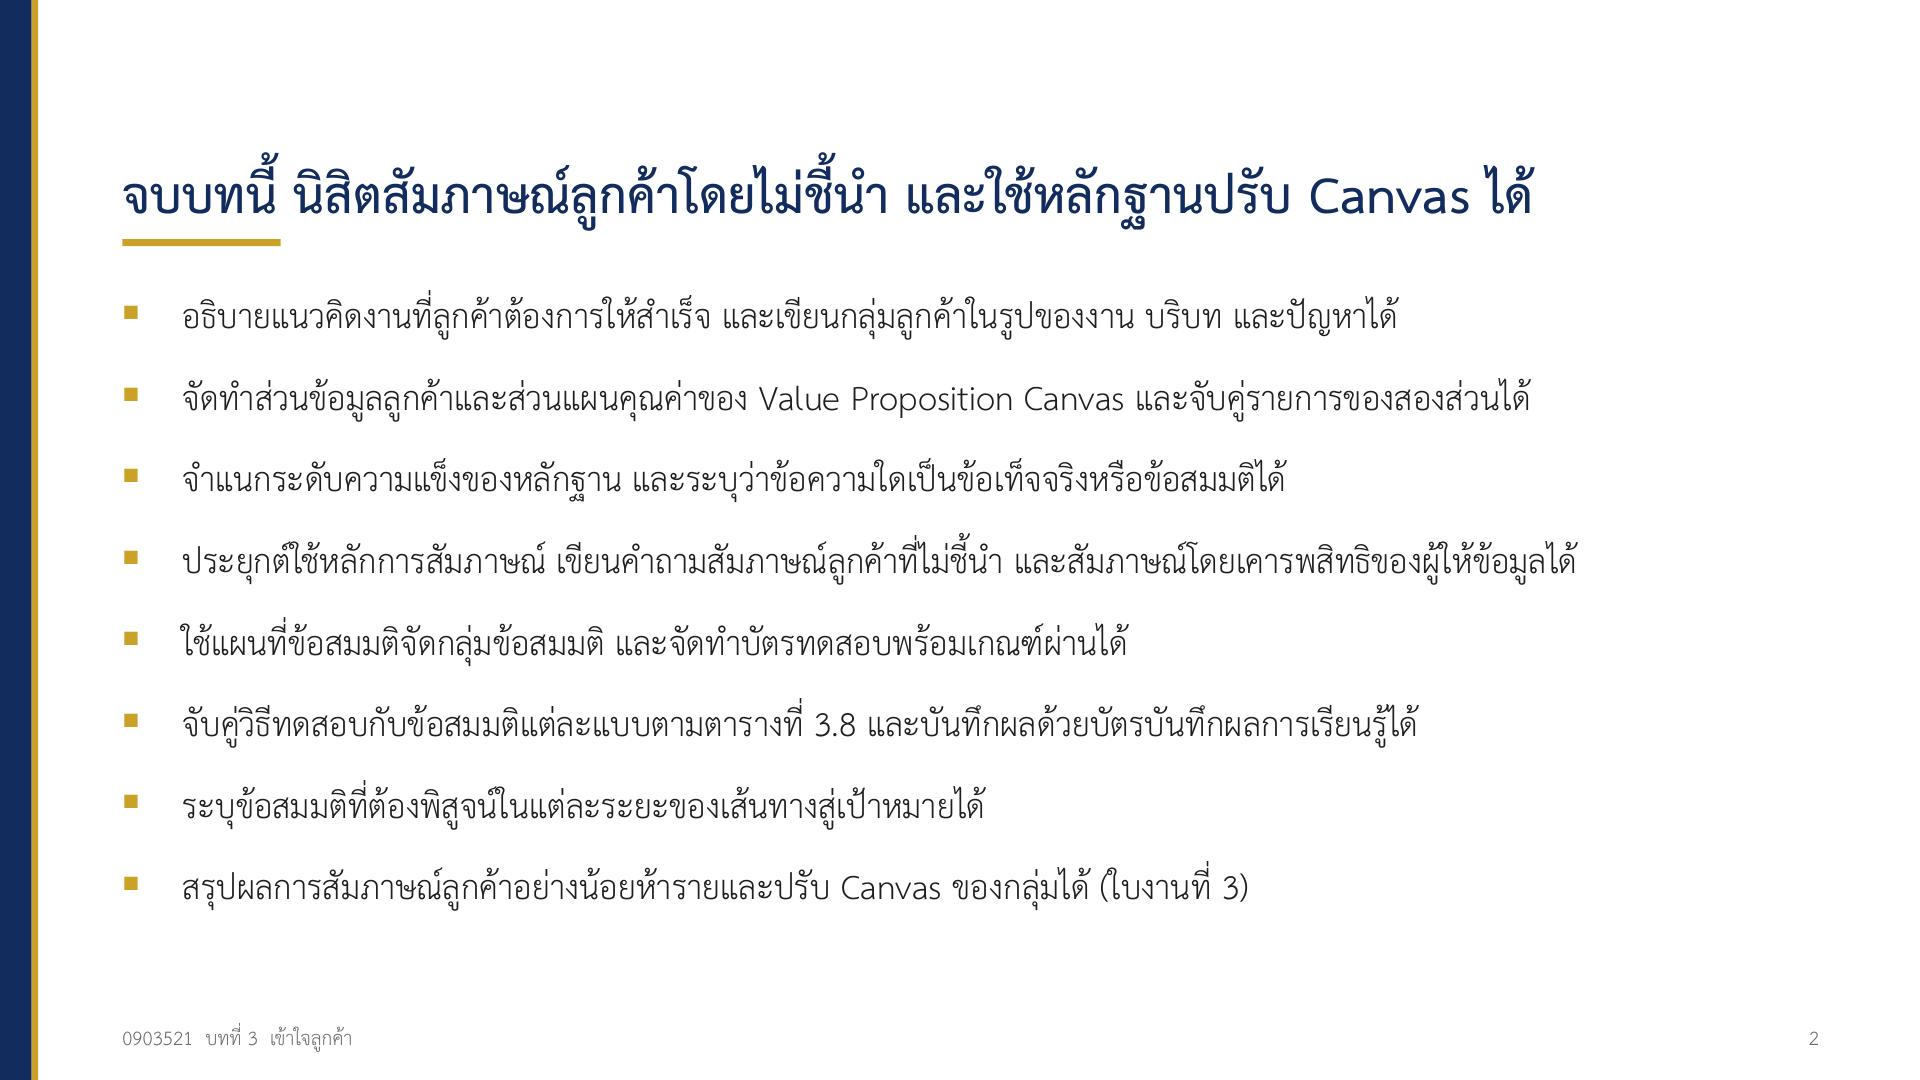 จบบทนี้ นิสิตสัมภาษณ์ลูกค้าโดยไม่ชี้นำ และใช้หลักฐานปรับ Canvas ได้
▪ อธิบายแนวคิดงานที่ลูกค้าต้องการให้สำเร็จ และเขียนกลุ่มลูกค้าในรูปของงาน บริบท และปัญหาได้
▪ จัดทำส่วนข้อมูลลูกค้าและส่วนแผนคุณค่าของ Value Proposition Canvas และจับคู่รายการของสองส่วนได้
▪ จำแนกระดับความแข็งของหลักฐาน และระบุว่าข้อความใดเป็นข้อเท็จจริงหรือข้อสมมติได้
▪ ประยุกต์ใช้หลักการสัมภาษณ์ เขียนคำถามสัมภาษณ์ลูกค้าที่ไม่ชี้นำ และสัมภาษณ์โดยเคารพสิทธิของผู้ให้ข้อมูลได้
▪ ใช้แผนที่ข้อสมมติจัดกลุ่มข้อสมมติ และจัดทำบัตรทดสอบพร้อมเกณฑ์ผ่านได้
▪ จับคู่วิธีทดสอบกับข้อสมมติแต่ละแบบตามตารางที่ 3.8 และบันทึกผลด้วยบัตรบันทึกผลการเรียนรู้ได้
▪ ระบุข้อสมมติที่ต้องพิสูจน์ในแต่ละระยะของเส้นทางสู่เป้าหมายได้
▪ สรุปผลการสัมภาษณ์ลูกค้าอย่างน้อยห้ารายและปรับ Canvas ของกลุ่มได้ (ใบงานที่ 3)
0903521 บทที่ 3 เข้าใจลูกค้า
2